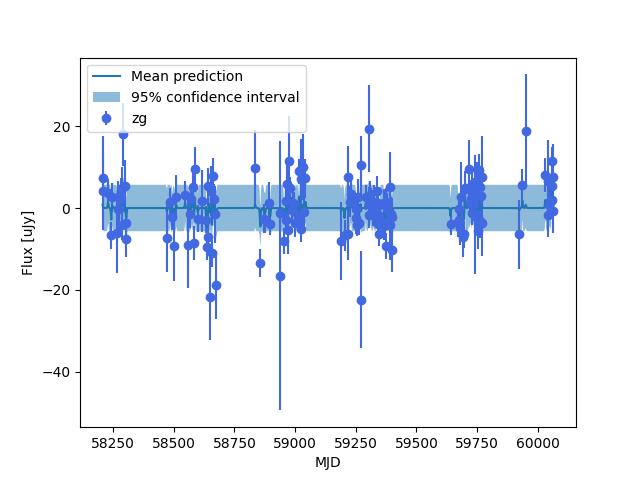 Mean prediction
95% confidence interval
zg
20
0
−20
−40
Flux [uJy]
58250 58500 58750 59000 59250 59500 59750 60000
MJD